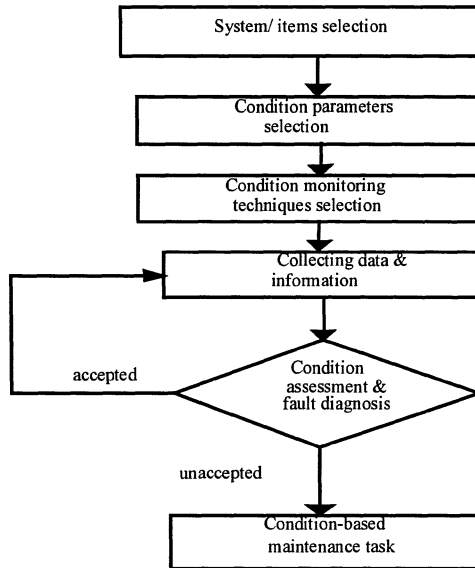 System/ items selection
Condition parameters
selection
Condition monitoring
techniques selection
Collecting data &
information
Condition
assessment &
fault diagnosis
accepted
unaccepted
Condition-based
maintenance task